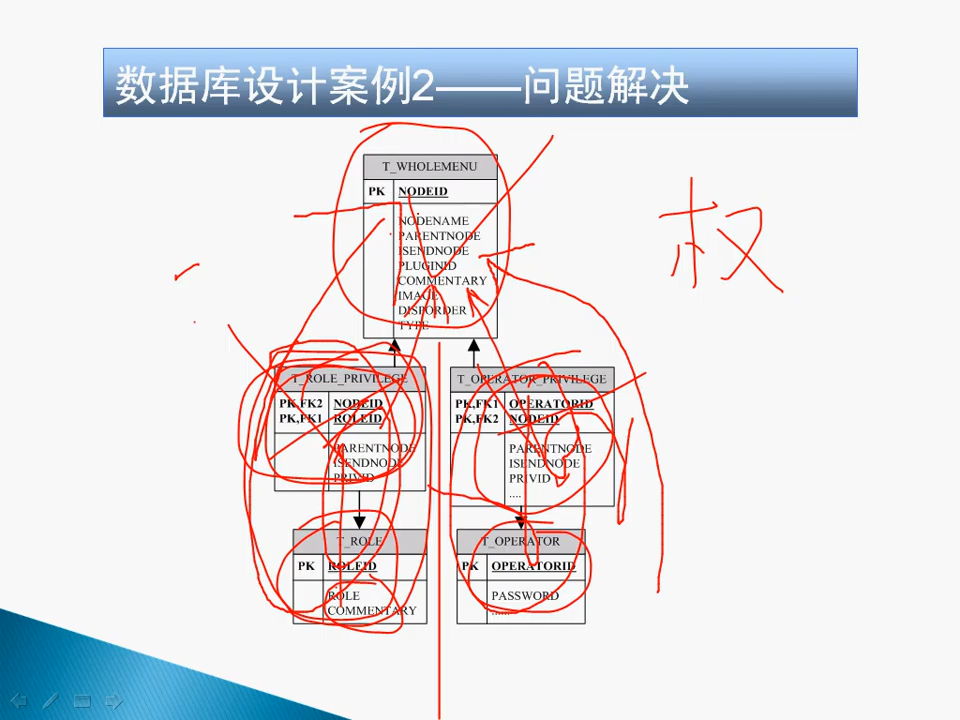 数据库设计案例2——问题解决
T_WHOLEMENU
PK NODEID
NODENAME
PARENTNODE
ISENDNODE
PLUGINID
COMMENTARY
IMAGE
DISPORDER
TYPE
权
T_ROLE_PRIVILEGE
PK,FK2 NODEID
PK,FK1 ROLEID
PARENTNODE
ISENDNODE
PRIVID
T_OPERATOR_PRIVILEGE
PK,FK1 OPERATORID
PK,FK2 NODEID
PARENTNODE
ISENDNODE
PRIVID
....
T_ROLE
PK ROLEID
ROLE
COMMENTARY
T_OPERATOR
PK OPERATORID
PASSWORD
......